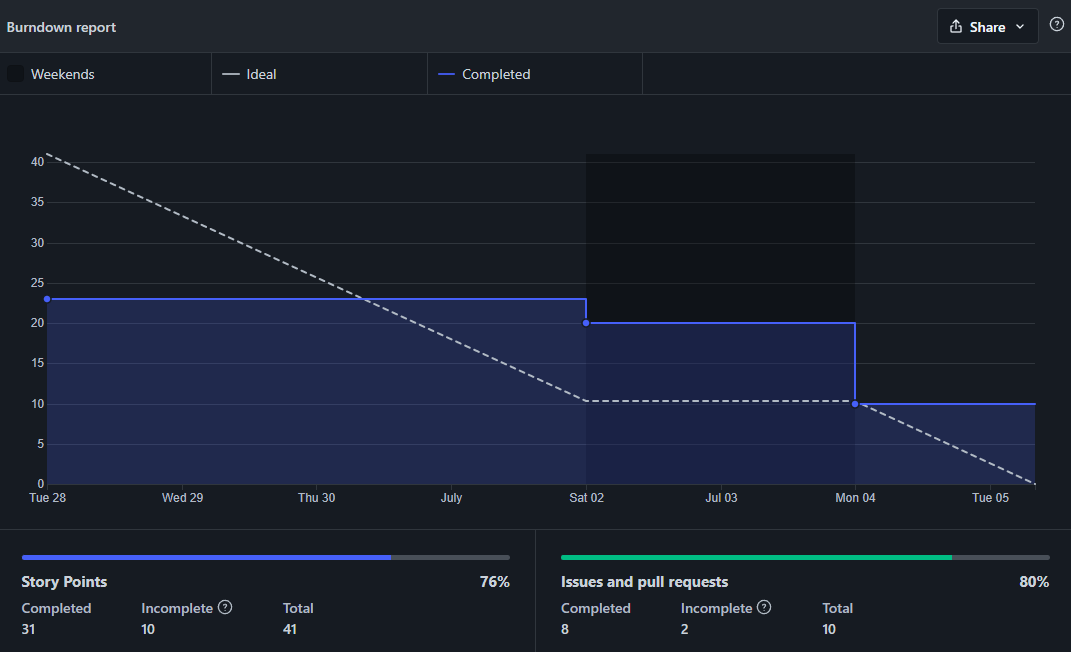 Burndown report
Share
Weekends Ideal Completed
40
35
30
25
20
15
10
5
0
Tue 28 Wed 29 Thu 30 July Sat 02 Jul 03 Mon 04 Tue 05
Story Points 76%
Completed Incomplete ? Total
31 10 41
Issues and pull requests 80%
Completed Incomplete ? Total
8 2 10